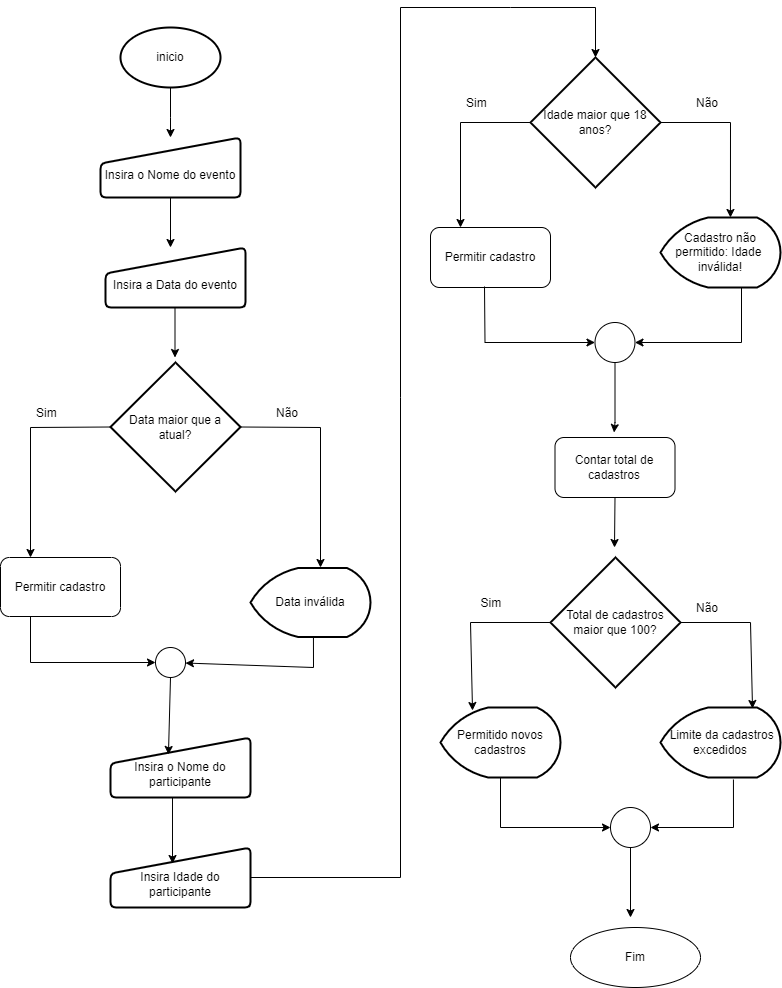 inicio
Insira o Nome do evento
Insira a Data do evento
Data maior que a
atual?
Sim
Não
Permitir cadastro
Data inválida
Insira o Nome do
participante
Insira Idade do
participante
Idade maior que 18
anos?
Sim
Não
Permitir cadastro
Cadastro não
permitido: Idade
inválida!
Contar total de
cadastros
Total de cadastros
maior que 100?
Sim
Não
Permitido novos
cadastros
Limite da cadastros
excedidos
Fim